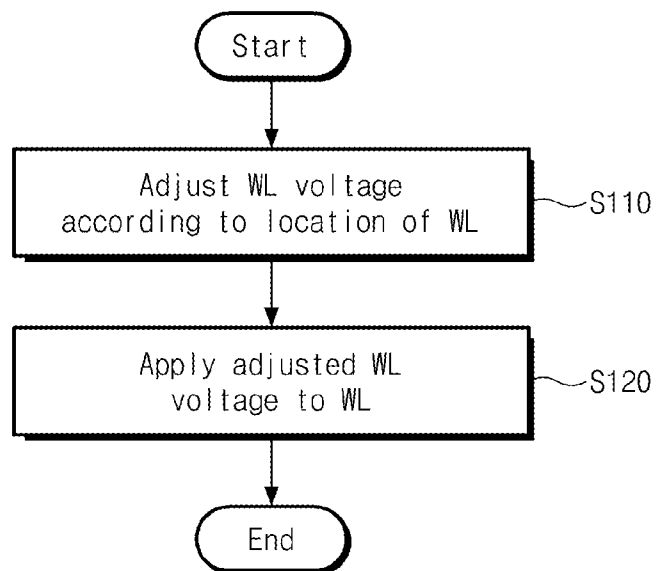 Start
Adjust WL voltage
according to location of WL
S110
Apply adjusted WL
voltage to WL
S120
End